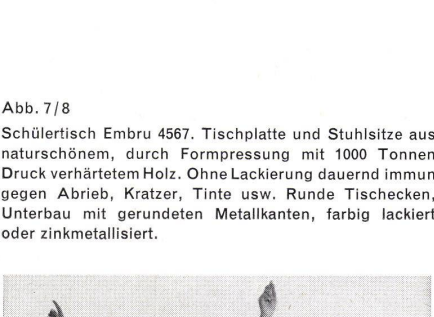 Abb. 7/8
Schülertisch Embru 4567. Tischplatte und Stuhlsitze aus
naturschönem, durch Formpressung mit 1000 Tonnen
Druck verhärtetem Holz. Ohne Lackierung dauernd immun
gegen Abrieb, Kratzer, Tinte usw. Runde Tischecken,
Unterbau mit gerundeten Metallkanten, farbig lackiert
oder zinkmetallisiert.